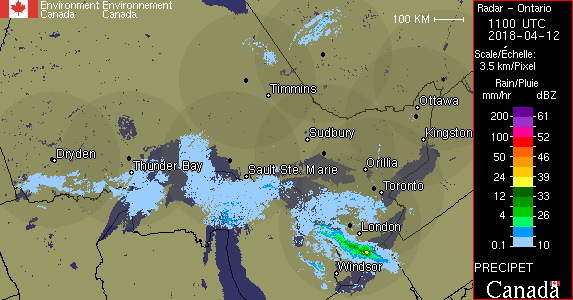 Environment Environnement
Canada Canada
100 KM
Timmins
Ottawa
Sudbury
Kingston
Dryden
Thunder Bay
Sault Ste. Marie
Orillia
Toronto
London
Windsor
Radar - Ontario
1100 UTC
2018-04-12
Scale/Échelle:
3.5 km/Pixel
Rain/Pluie
mm/hr dBZ
200 61
100 52
50 46
24 39
12 33
4 26
0.1 10
PRECIPET
Canada